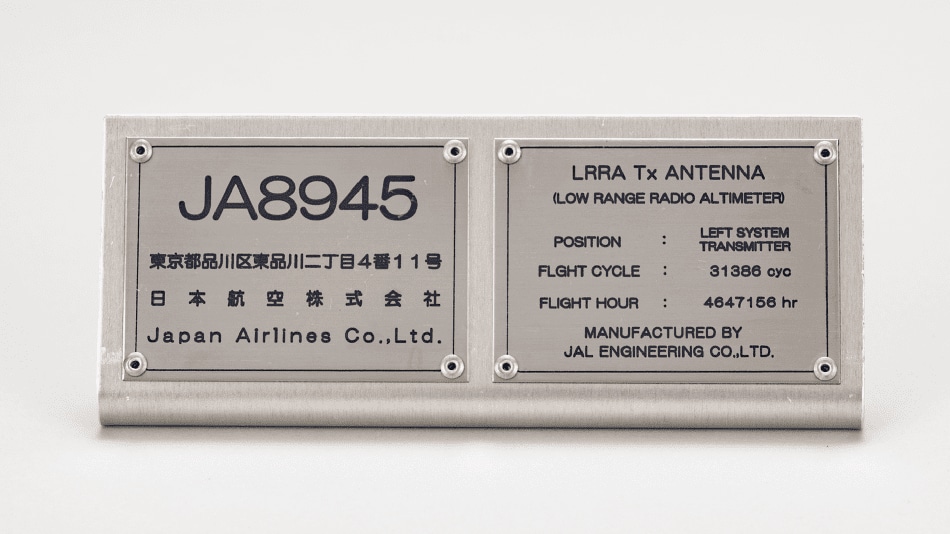 JA8945
東京都品川区東品川二丁目4番11号
日本航空株式会社
Japan Airlines Co.,Ltd.
LRRA Tx ANTENNA
(LOW RANGE RADIO ALTIMETER)
POSITION : LEFT SYSTEM
TRANSMITTER
FLGHT CYCLE : 31386 cyc
FLIGHT HOUR : 4647156 hr
MANUFACTURED BY
JAL ENGINEERING CO.,LTD.